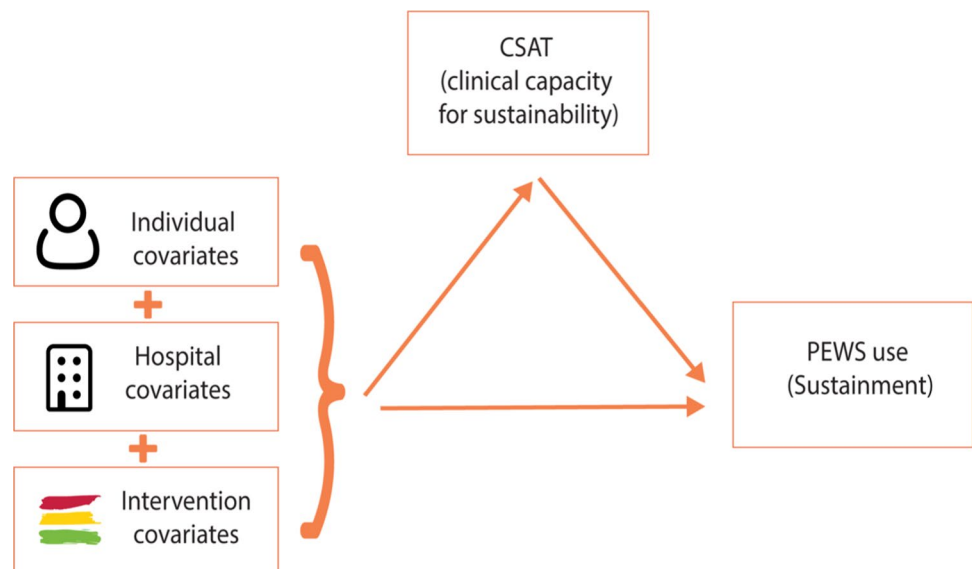 CSAT
(clinical capacity
for sustainability)
Individual
covariates
+
Hospital
covariates
+
Intervention
covariates
PEWS use
(Sustainment)